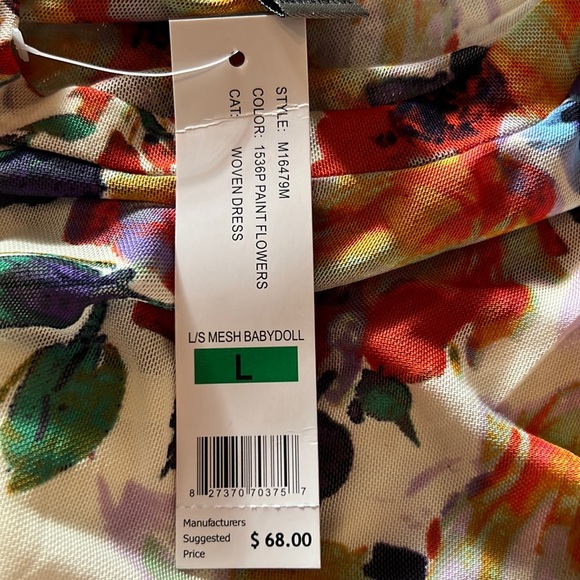 STYLE: M16479M
COLOR: 1536P PAINT FLOWERS
CAT: WOVEN DRESS
L/S MESH BABYDOLL
L
8 27370 70375 7
Manufacturers
Suggested $ 68.00
Price